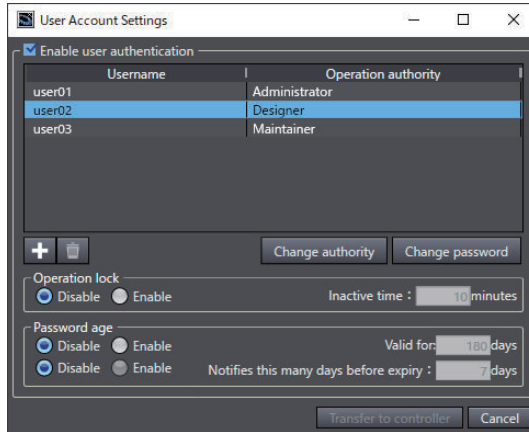 User Account Settings
Enable user authentication
Username Operation authority
user01 Administrator
user02 Designer
user03 Maintainer
Change authority Change password
Operation lock
Disable Enable Inactive time : 10 minutes
Password age
Disable Enable Valid for: 180 days
Disable Enable Notifies this many days before expiry : 7 days
Transfer to controller Cancel